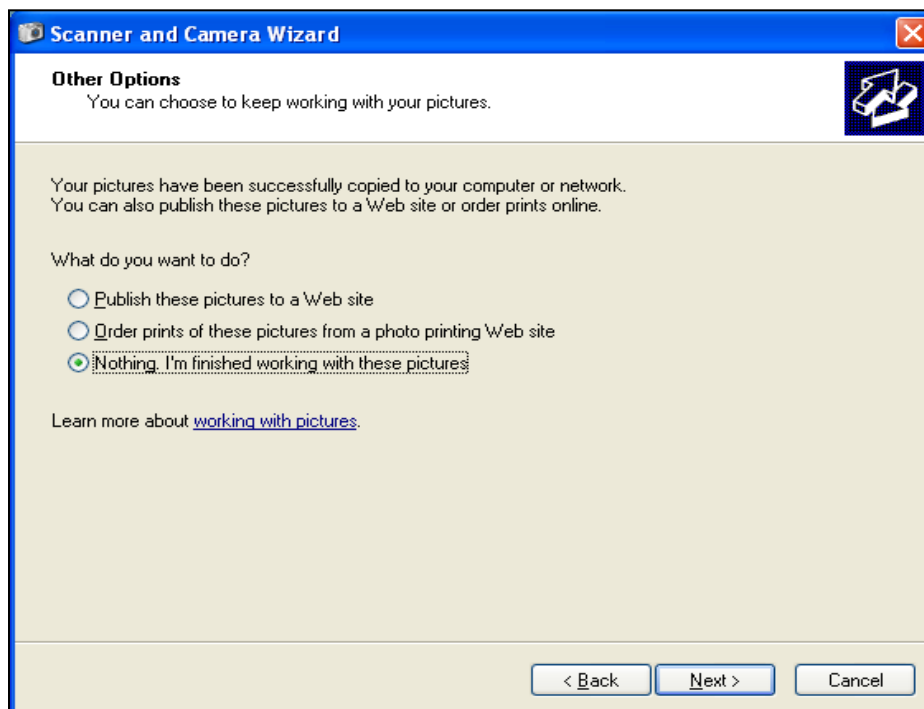 Scanner and Camera Wizard
Other Options
You can choose to keep working with your pictures.
Your pictures have been successfully copied to your computer or network.
You can also publish these pictures to a Web site or order prints online.
What do you want to do?
Publish these pictures to a Web site
Order prints of these pictures from a photo printing Web site
Nothing. I'm finished working with these pictures
Learn more about working with pictures.
< Back
Next >
Cancel